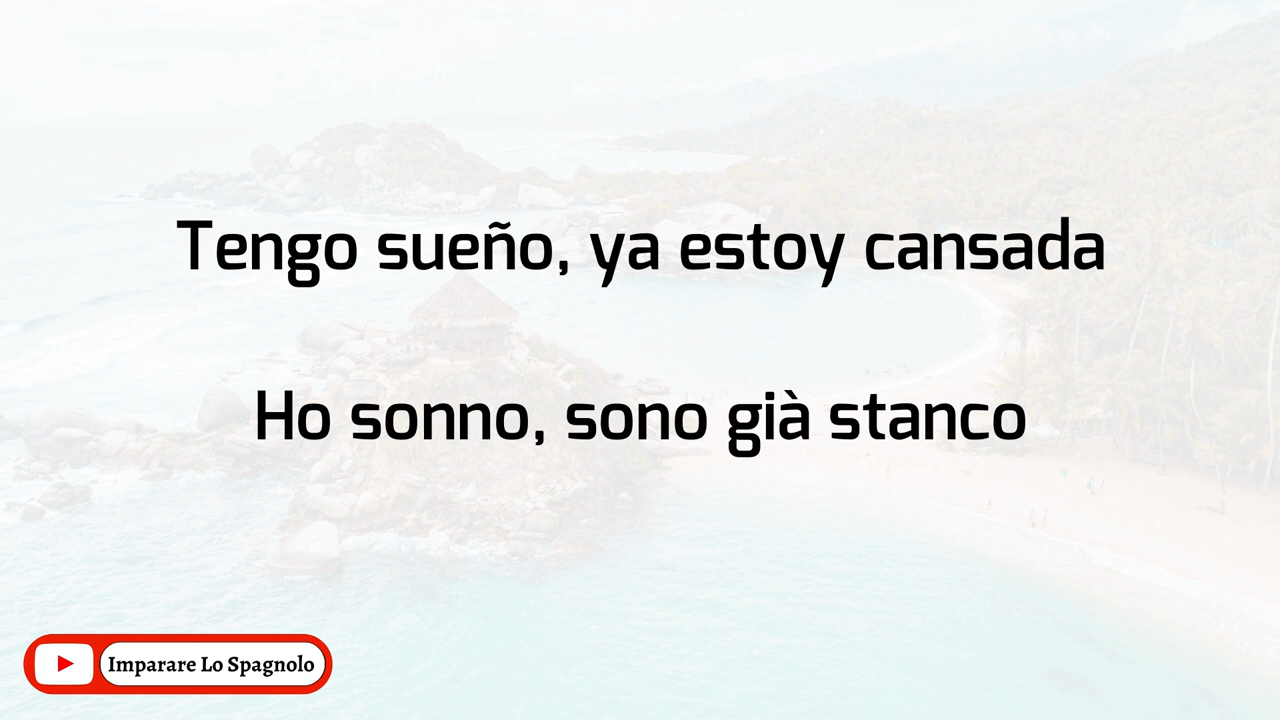 Tengo sueño, ya estoy cansada
Ho sonno, sono già stanco
Imparare Lo Spagnolo